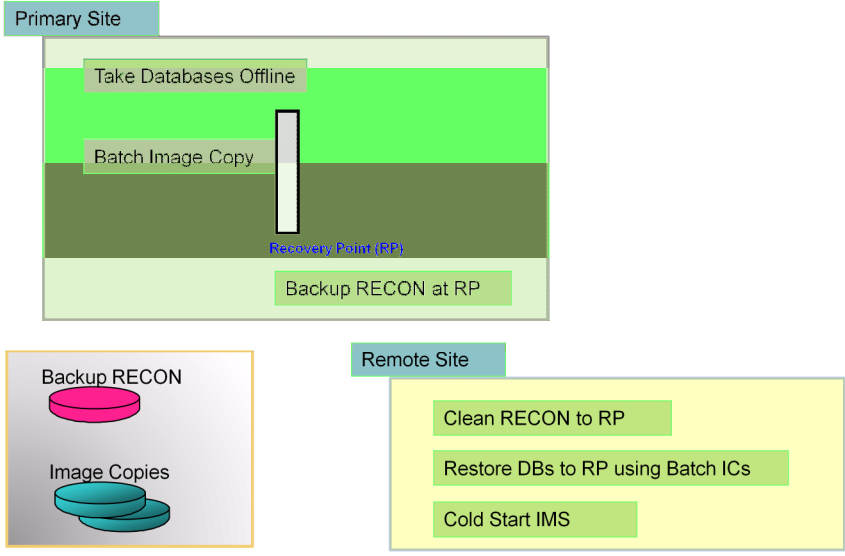 Primary Site
Take Databases Offline
Batch Image Copy
Recovery Point (RP)
Backup RECON at RP
Backup RECON
Image Copies
Remote Site
Clean RECON to RP
Restore DBs to RP using Batch ICs
Cold Start IMS